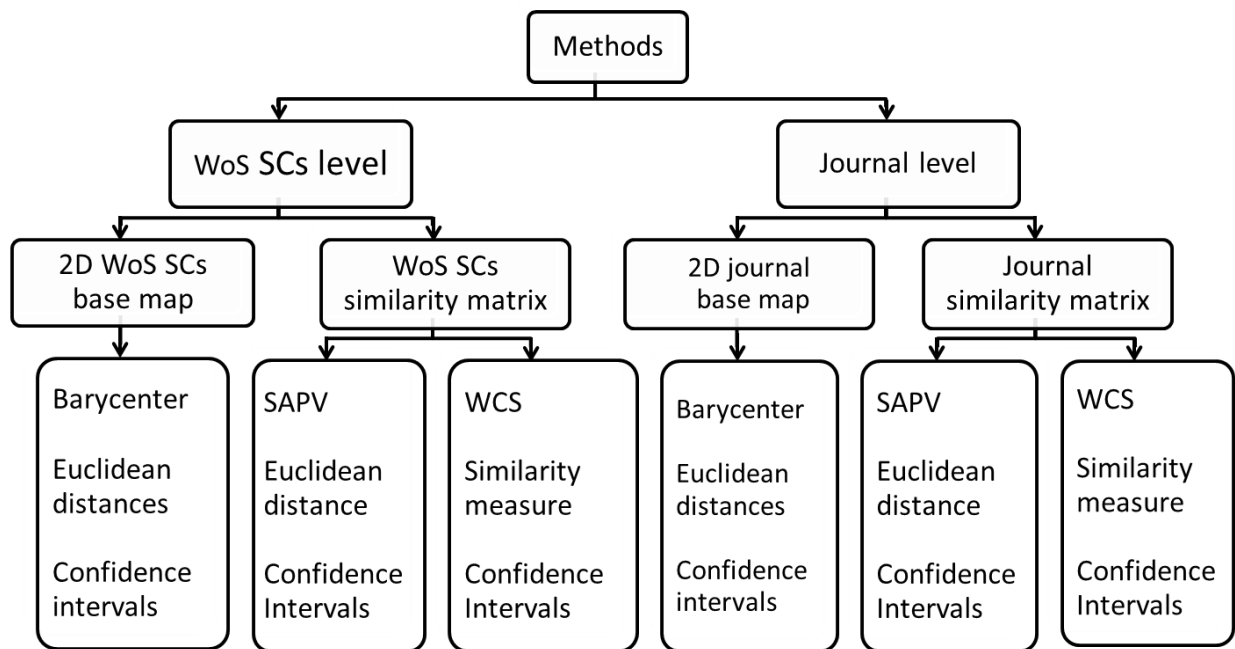 Methods
WoS SCs level
Journal level
2D WoS SCs
base map
WoS SCs
similarity matrix
2D journal
base map
Journal
similarity matrix
Barycenter
Euclidean
distances
Confidence
intervals
SAPV
Euclidean
distance
Confidence
Intervals
WCS
Similarity
measure
Confidence
Intervals
Barycenter
Euclidean
distances
Confidence
intervals
SAPV
Euclidean
distance
Confidence
Intervals
WCS
Similarity
measure
Confidence
Intervals